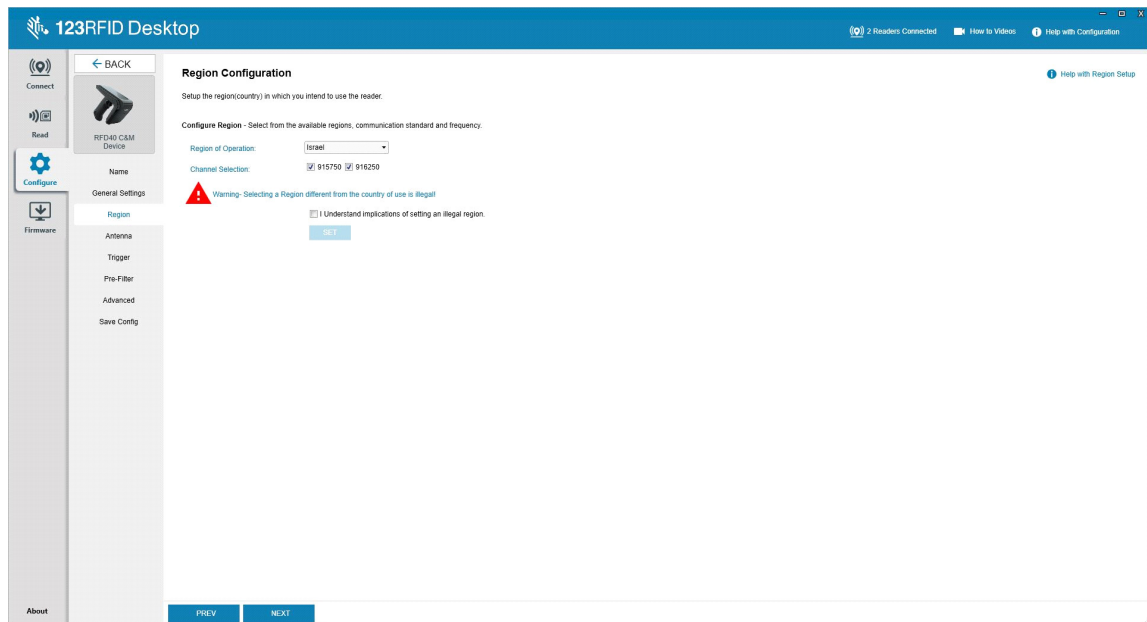 123RFID Desktop
2 Readers Connected
How to Videos
Help with Configuration
Connect
Read
Configure
Firmware
About
BACK
RFD40 C&M
Device
Name
General Settings
Region
Antenna
Trigger
Pre-Filter
Advanced
Save Config
Region Configuration
Help with Region Setup
Setup the region(country) in which you intend to use the reader.
Configure Region - Select from the available regions, communication standard and frequency.
Region of Operation: Israel
Channel Selection: 915750 916250
Warning- Selecting a Region different from the country of use is illegal!
I Understand implications of setting an illegal region.
SET
PREV NEXT